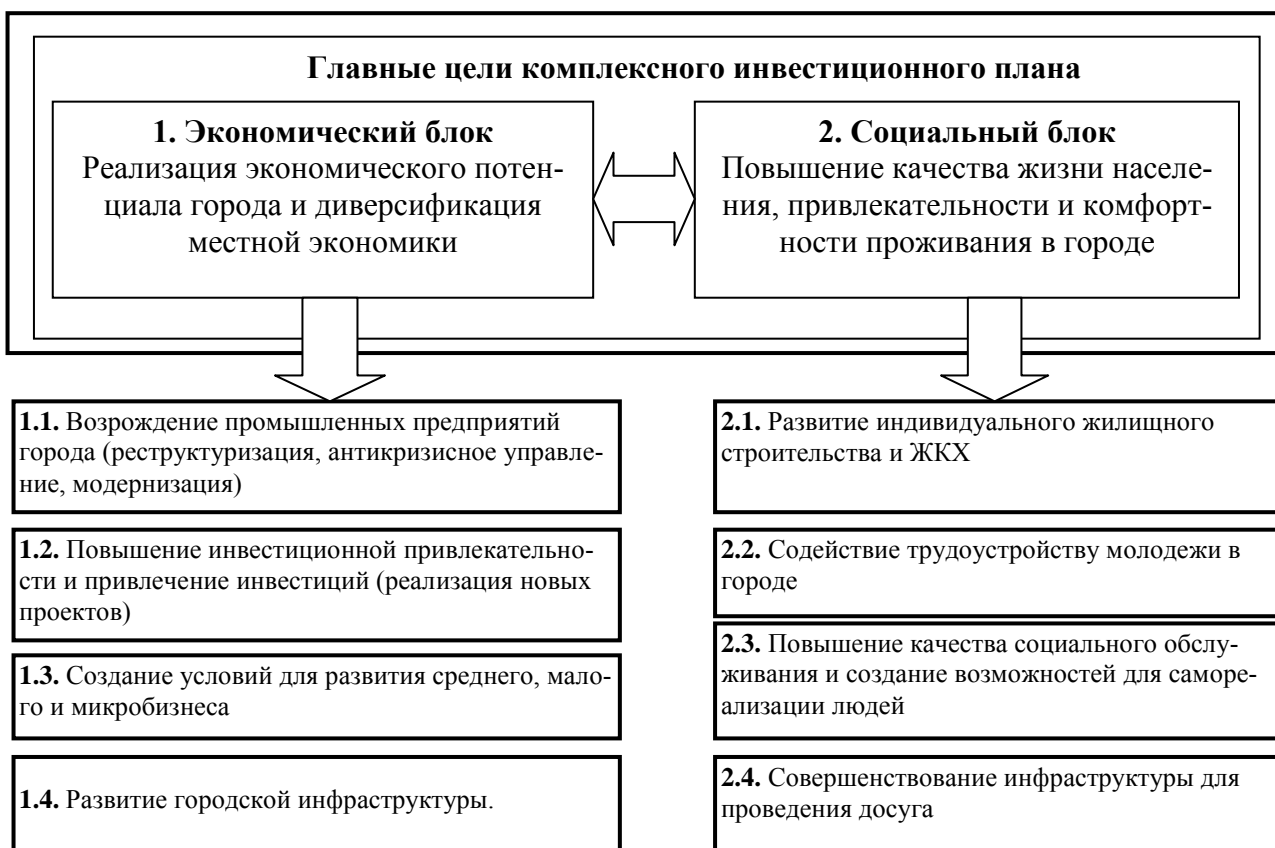 Главные цели комплексного инвестиционного плана
1. Экономический блок
Реализация экономического потен-
циала города и диверсификация
местной экономики
2. Социальный блок
Повышение качества жизни населе-
ния, привлекательности и комфорт-
ности проживания в городе
1.1. Возрождение промышленных предприятий
города (реструктуризация, антикризисное управле-
ние, модернизация)
1.2. Повышение инвестиционной привлекательно-
сти и привлечение инвестиций (реализация новых
проектов)
1.3. Создание условий для развития среднего, мало-
го и микробизнеса
1.4. Развитие городской инфраструктуры.
2.1. Развитие индивидуального жилищного
строительства и ЖКХ
2.2. Содействие трудоустройству молодежи в
городе
2.3. Повышение качества социального обслу-
живания и создание возможностей для саморе-
ализации людей
2.4. Совершенствование инфраструктуры для
проведения досуга